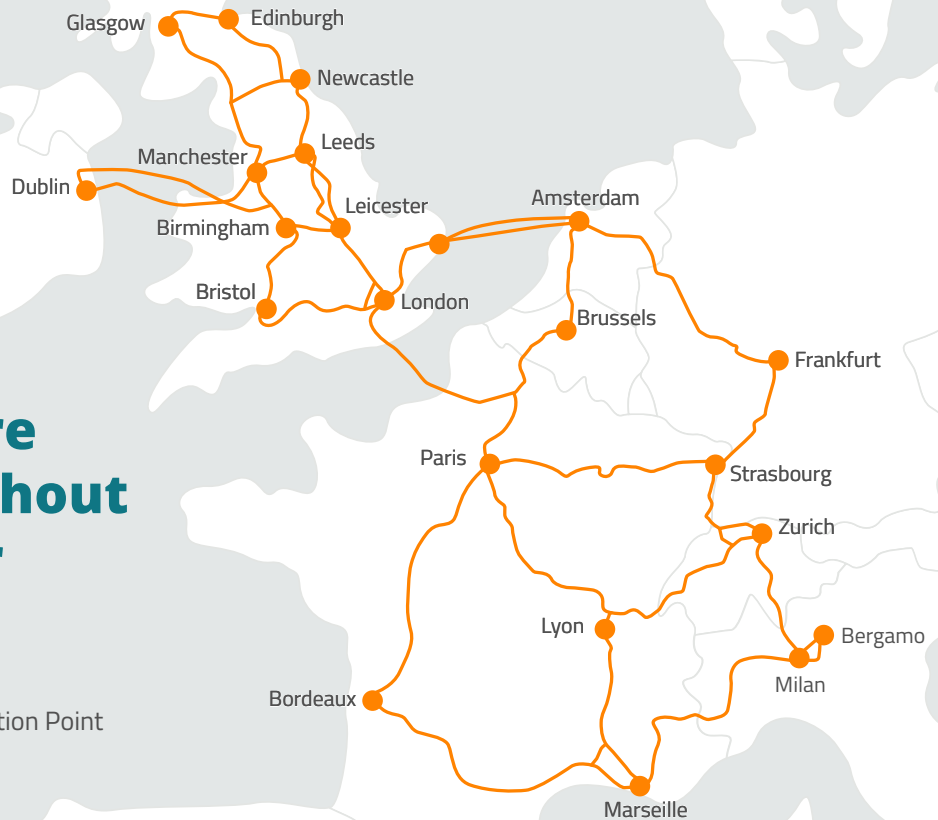 Glasgow
Edinburgh
Newcastle
Leeds
Manchester
Dublin
Leicester
Birmingham
Amsterdam
Bristol
London
Brussels
Frankfurt
re
Paris
Strasbourg
hout
Zurich
Lyon
Bergamo
Milan
Bordeaux
tion Point
Marseille